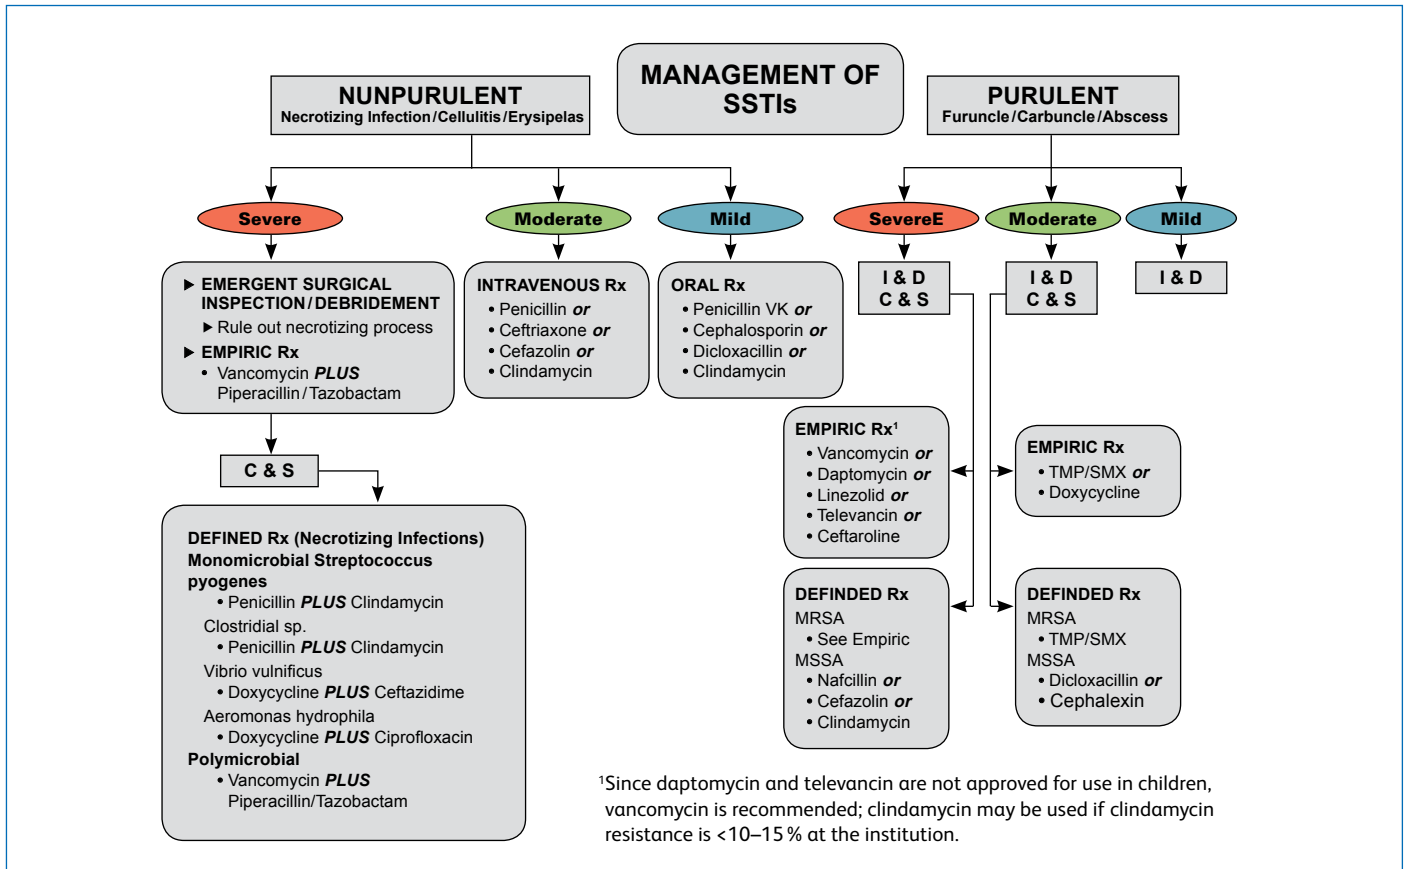 MANAGEMENT OF
SSTIs
NUNPURULENT
Necrotizing Infection/Cellulitis/Erysipelas
Severe
▶ EMERGENT SURGICAL
INSPECTION/DEBRIDEMENT
▶ Rule out necrotizing process
▶ EMPIRIC Rx
• Vancomycin PLUS
Piperacillin/Tazobactam
C & S
DEFINED Rx (Necrotizing Infections)
Monomicrobial Streptococcus
pyogenes
• Penicillin PLUS Clindamycin
Clostridial sp.
• Penicillin PLUS Clindamycin
Vibrio vulnificus
• Doxycycline PLUS Ceftazidime
Aeromonas hydrophila
• Doxycycline PLUS Ciprofloxacin
Polymicrobial
• Vancomycin PLUS
Piperacillin/Tazobactam
Moderate
INTRAVENOUS Rx
• Penicillin or
• Ceftriaxone or
• Cefazolin or
• Clindamycin
Mild
ORAL Rx
• Penicillin VK or
• Cephalosporin or
• Dicloxacillin or
• Clindamycin
PURULENT
Furuncle/Carbuncle/Abscess
SevereE
I & D
C & S
EMPIRIC Rx¹
• Vancomycin or
• Daptomycin or
• Linezolid or
• Televancin or
• Ceftaroline
DEFINDED Rx
MRSA
• See Empiric
MSSA
• Nafcillin or
• Cefazolin or
• Clindamycin
Moderate
I & D
C & S
EMPIRIC Rx
• TMP/SMX or
• Doxycycline
DEFINDED Rx
MRSA
• TMP/SMX
MSSA
• Dicloxacillin or
• Cephalexin
Mild
I & D
¹Since daptomycin and televancin are not approved for use in children,
vancomycin is recommended; clindamycin may be used if clindamycin
resistance is <10–15 % at the institution.